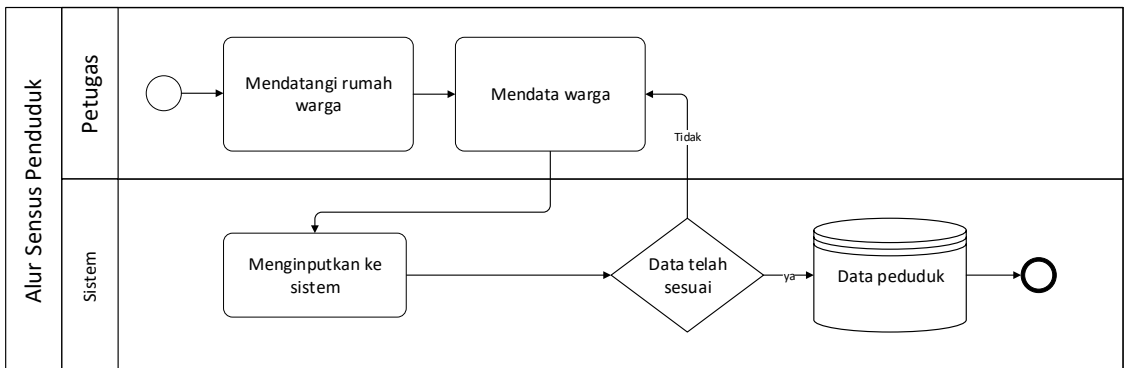 Alur Sensus Penduduk
Petugas
Mendatangi rumah
warga
Mendata warga
Tidak
Sistem
Menginputkan ke
sistem
Data telah
sesuai
ya
Data peduduk